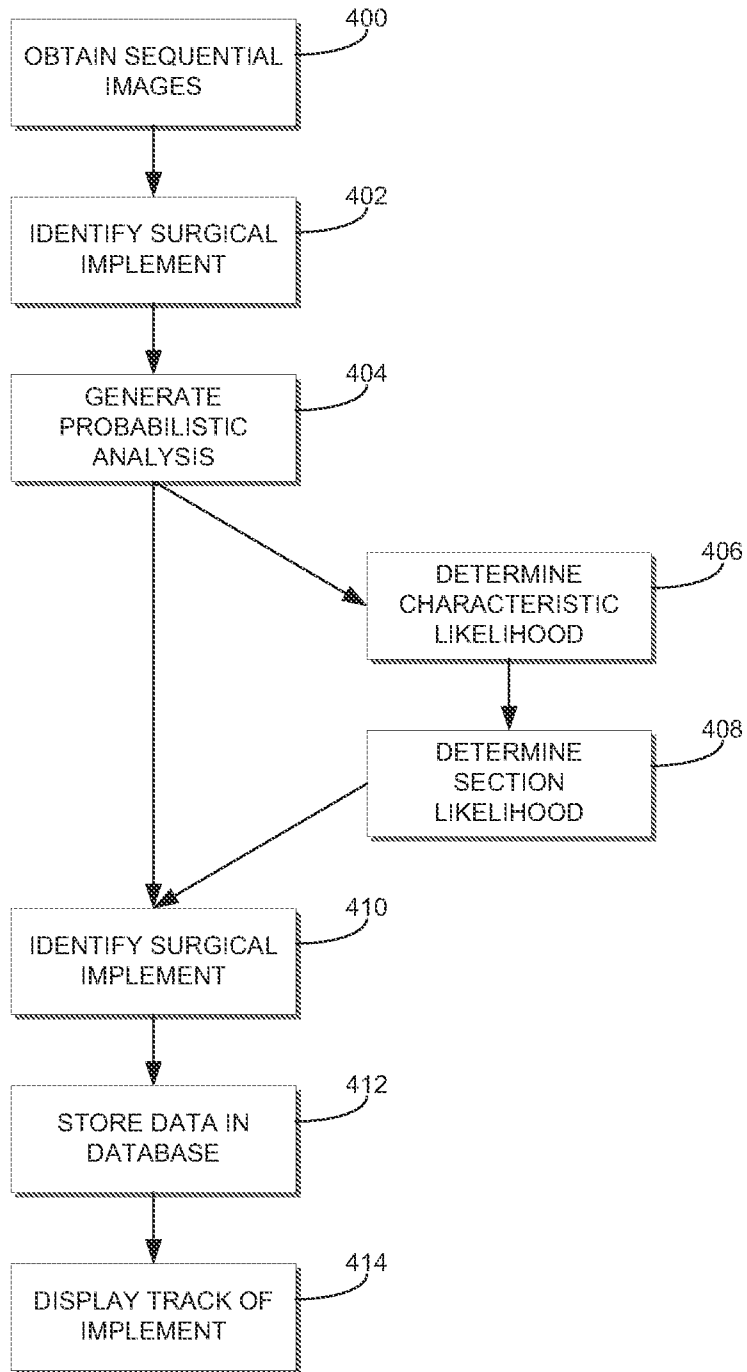 400
OBTAIN SEQUENTIAL
IMAGES
402
IDENTIFY SURGICAL
IMPLEMENT
404
GENERATE
PROBABILISTIC
ANALYSIS
406
DETERMINE
CHARACTERISTIC
LIKELIHOOD
408
DETERMINE
SECTION
LIKELIHOOD
410
IDENTIFY SURGICAL
IMPLEMENT
412
STORE DATA IN
DATABASE
414
DISPLAY TRACK OF
IMPLEMENT